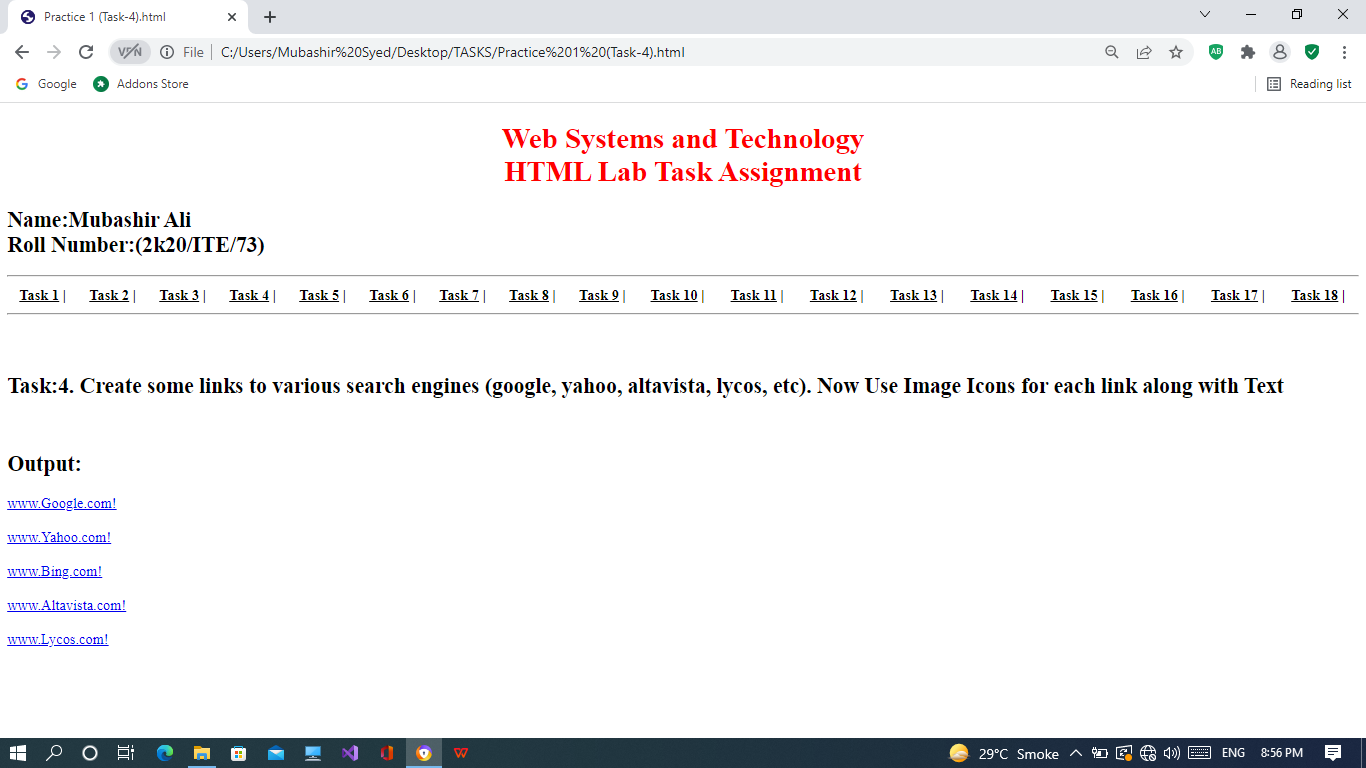 Practice 1 (Task-4).html
VPN File C:/Users/Mubashir%20Syed/Desktop/TASKS/Practice%201%20(Task-4).html AB
Google Addons Store Reading list
Web Systems and Technology
HTML Lab Task Assignment
Name:Mubashir Ali
Roll Number:(2k20/ITE/73)
Task 1 | Task 2 | Task 3 | Task 4 | Task 5 | Task 6 | Task 7 | Task 8 | Task 9 | Task 10 | Task 11 | Task 12 | Task 13 | Task 14 | Task 15 | Task 16 | Task 17 | Task 18 |
Task:4. Create some links to various search engines (google, yahoo, altavista, lycos, etc). Now Use Image Icons for each link along with Text
Output:
www.Google.com!
www.Yahoo.com!
www.Bing.com!
www.Altavista.com!
www.Lycos.com!
29°C Smoke ENG 8:56 PM